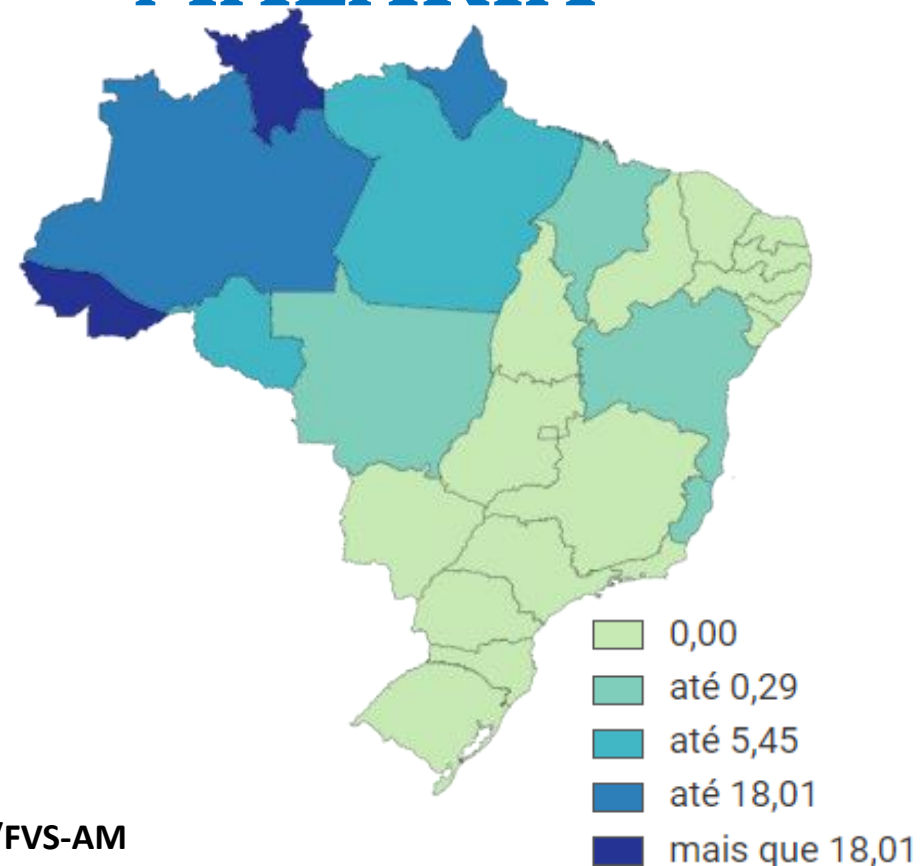 0,00
até 0,29
até 5,45
até 18,01
mais que 18,01
/FVS-AM